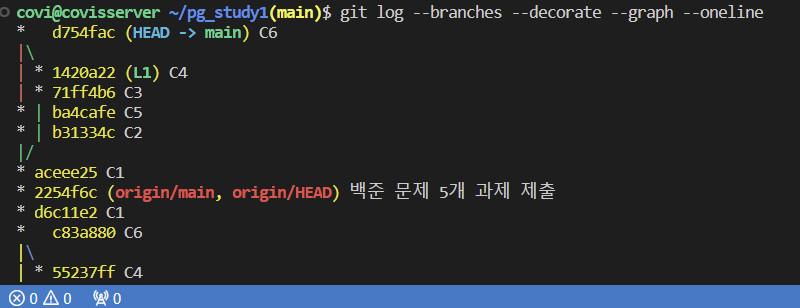 covi@covisserver ~/pg_study1(main)$ git log --branches --decorate --graph --oneline
*   d754fac (HEAD -> main) C6
|\
| * 1420a22 (L1) C4
| * 71ff4b6 C3
* | ba4cafe C5
* | b31334c C2
|/
* aceee25 C1
* 2254f6c (origin/main, origin/HEAD) 백준 문제 5개 과제 제출
* d6c11e2 C1
*   c83a880 C6
|\
| * 55237ff C4
0 0 0